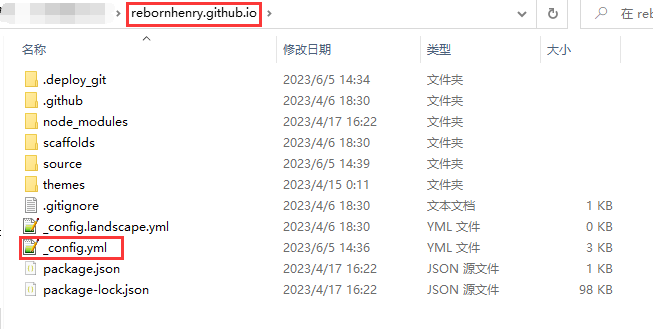 rebornhenry.github.io 在 reb
名称 修改日期 类型 大小
.deploy_git 2023/6/5 14:34 文件夹
.github 2023/4/6 18:30 文件夹
node_modules 2023/4/17 16:22 文件夹
scaffolds 2023/4/6 18:30 文件夹
source 2023/6/5 14:39 文件夹
themes 2023/4/15 0:11 文件夹
.gitignore 2023/4/6 18:30 文本文档 1 KB
_config.landscape.yml 2023/4/6 18:30 YML 文件 0 KB
_config.yml 2023/6/5 14:36 YML 文件 3 KB
package.json 2023/4/17 16:22 JSON 源文件 1 KB
package-lock.json 2023/4/17 16:22 JSON 源文件 98 KB